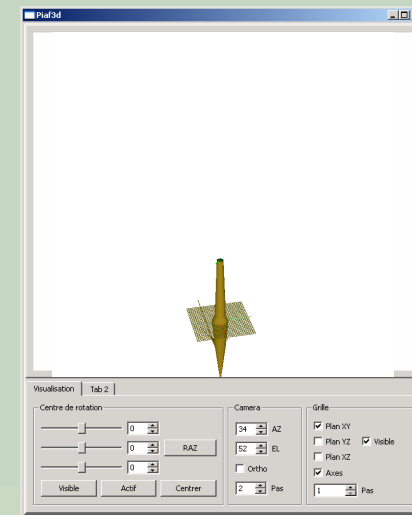 Piaf3d
Visualisation Tab 2
Centre de rotation
0
0 RAZ
0
Visible Actif Centrer
Camera
34 AZ
52 EL
Ortho
2 Pas
Grille
Plan XY
Plan YZ Visible
Plan XZ
Axes
1 Pas